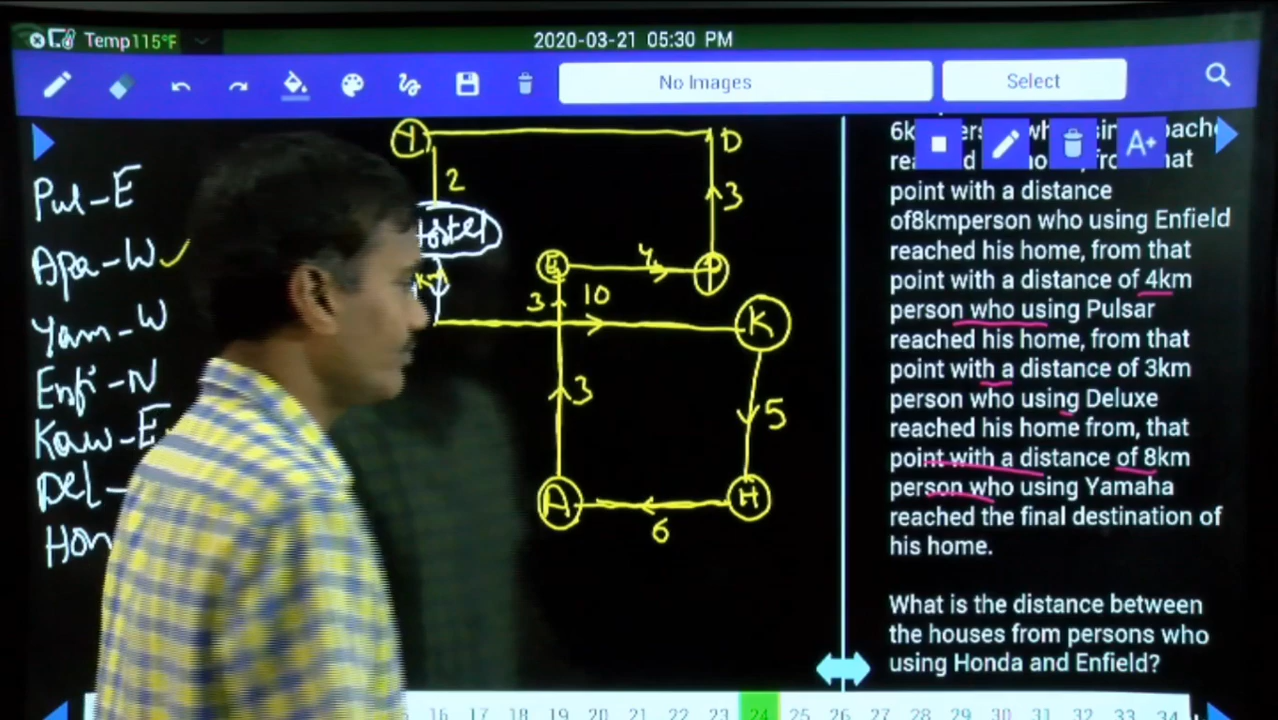 Temp115°F
2020-03-21 05:30 PM
No Images
Select
A+
Pul-E
Apa-W ✓
Yam-W
Enfi-N
Kaw-E
Del-
Hon
Y
D
2
3
Hostel
E
4
P
3
10
K
3
5
A
H
6
point with a distance
of8kmperson who using Enfield
reached his home, from that
point with a distance of 4km
person who using Pulsar
reached his home, from that
point with a distance of 3km
person who using Deluxe
reached his home from, that
point with a distance of 8km
person who using Yamaha
reached the final destination of
his home.
What is the distance between
the houses from persons who
using Honda and Enfield?
16 17 18 19 20 21 22 23 24 25 26 27 28 29 30 31 32 33 34